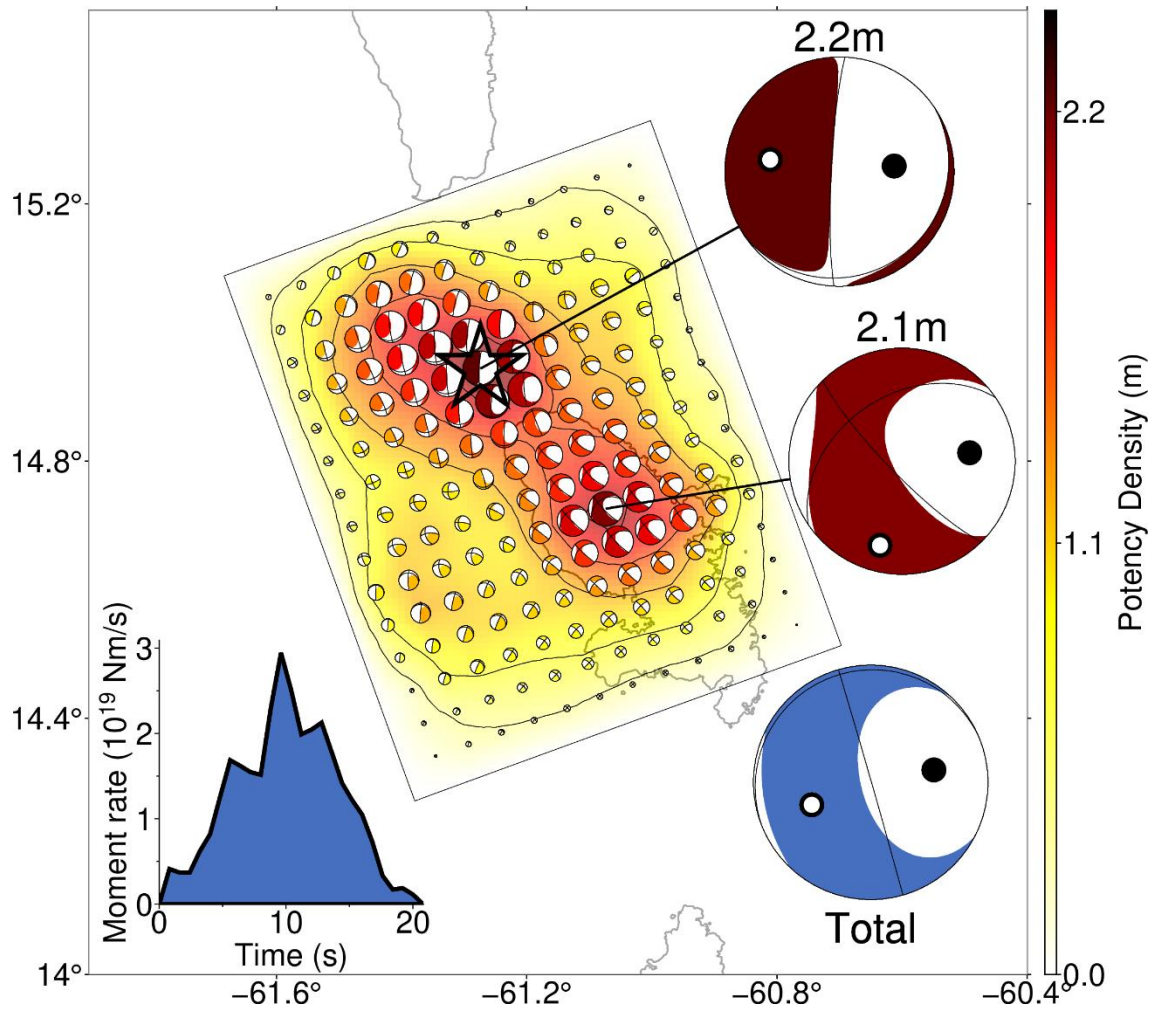 2.2m
2.2
15.2°
2.1m
14.8°
Potency Density (m)
1.1
14.4°
Moment rate (10¹⁹ Nm/s)
3
2
1
0
0 10 20
Time (s)
Total
14°
0.0
−61.6 −61.2 −60.8 −60.4°